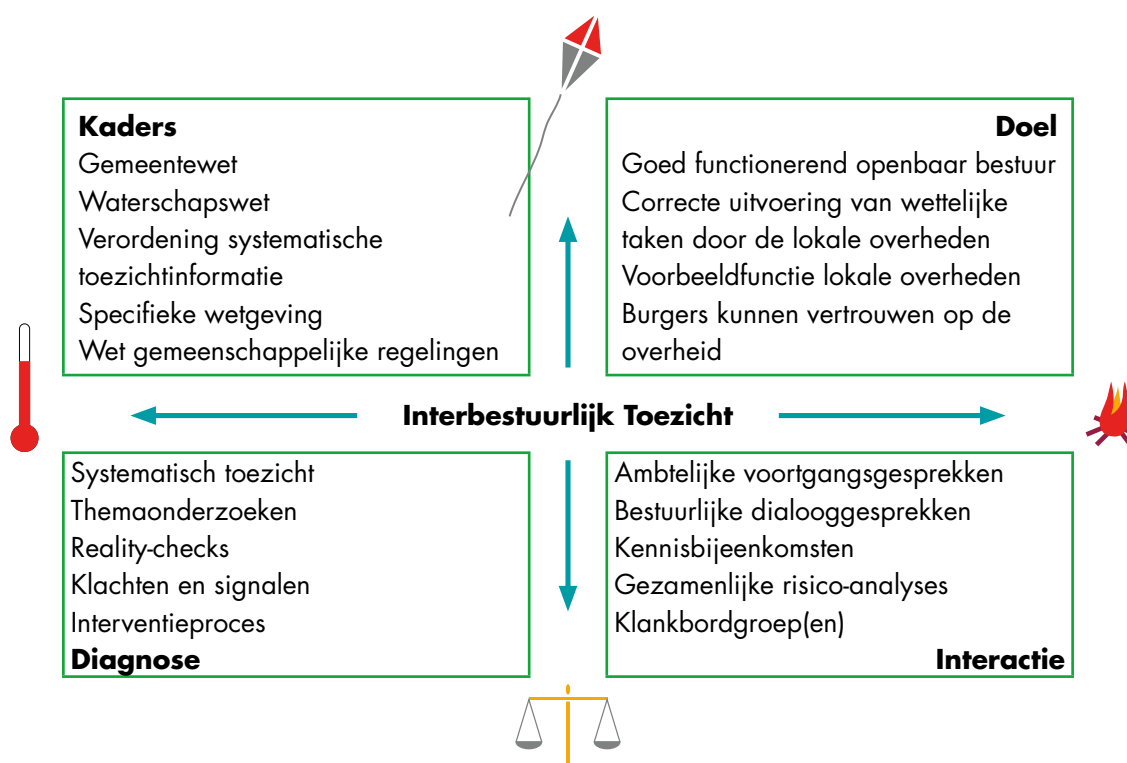 Kaders
Gemeentewet
Waterschapswet
Verordening systematische
toezichtinformatie
Specifieke wetgeving
Wet gemeenschappelijke regelingen
Doel
Goed functionerend openbaar bestuur
Correcte uitvoering van wettelijke
taken door de lokale overheden
Voorbeeldfunctie lokale overheden
Burgers kunnen vertrouwen op de
overheid
Interbestuurlijk Toezicht
Systematisch toezicht
Themaonderzoeken
Reality-checks
Klachten en signalen
Interventieproces
Diagnose
Ambtelijke voortgangsgesprekken
Bestuurlijke dialooggesprekken
Kennisbijeenkomsten
Gezamenlijke risico-analyses
Klankbordgroep(en)
Interactie